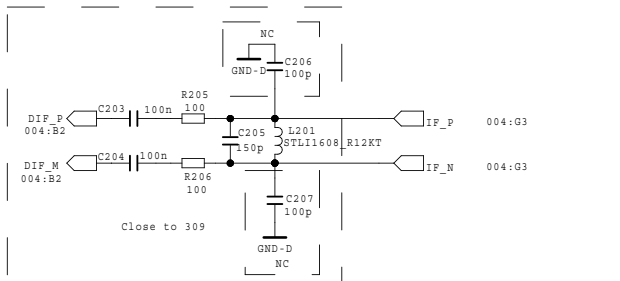 NC
C206
GND-D
100p
R205
C203
100n
100
DIF_P
IF_P
004:G3
004:B2
C205
L201
150p
STLI1608_R12KT
C204
100n
DIF_M
IF_N
004:G3
004:B2
R206
100
C207
100p
Close to 309
GND-D
NC